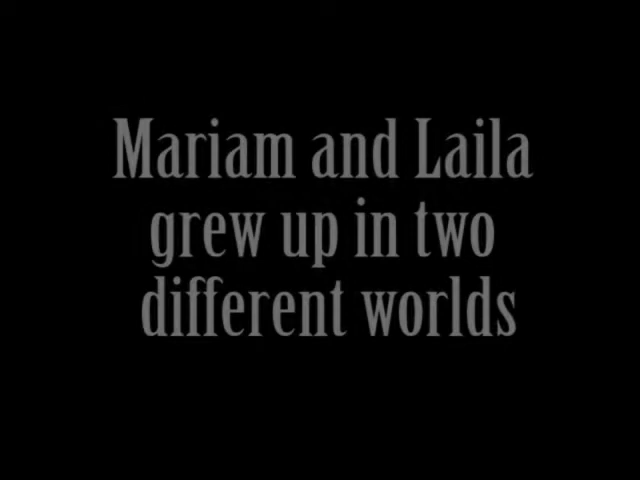 Mariam and Laila
grew up in two
different worlds